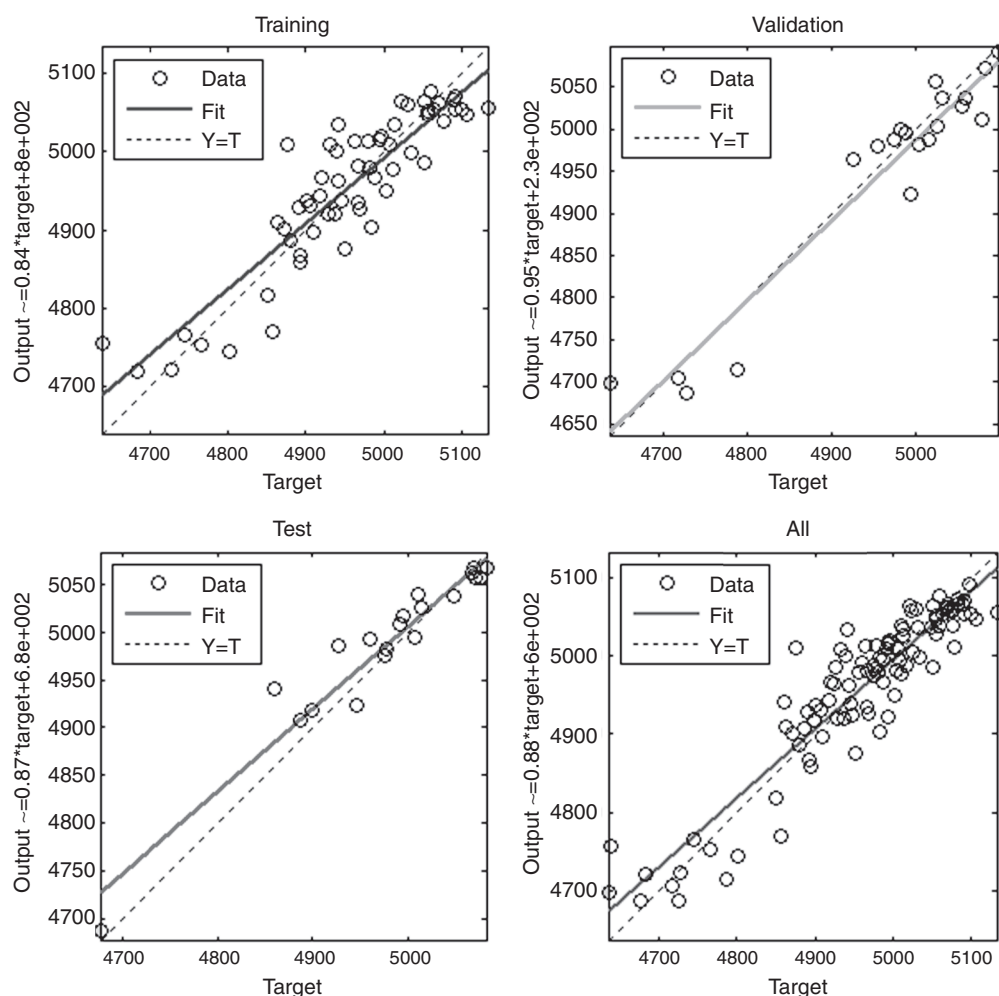 Training
Output ~=0.84*target+8e+002
5100
5000
4900
4800
4700
Data
Fit
Y=T
4700 4800 4900 5000 5100
Target
Validation
Output ~=0.95*target+2.3e+002
5050
5000
4950
4900
4850
4800
4750
4700
4650
Data
Fit
Y=T
4700 4800 4900 5000
Target
Test
Output ~=0.87*target+6.8e+002
5050
5000
4950
4900
4850
4800
4750
4700
Data
Fit
Y=T
4700 4800 4900 5000
Target
All
Output ~=0.88*target+6e+002
5100
5000
4900
4800
4700
Data
Fit
Y=T
4700 4800 4900 5000 5100
Target